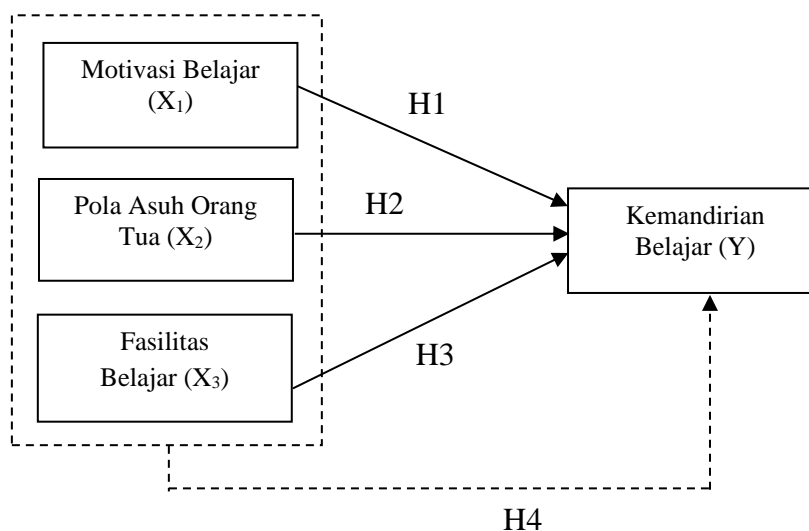 Motivasi Belajar
(X₁)
H1
Pola Asuh Orang
Tua (X₂)
H2
Kemandirian
Belajar (Y)
Fasilitas
Belajar (X₃)
H3
H4